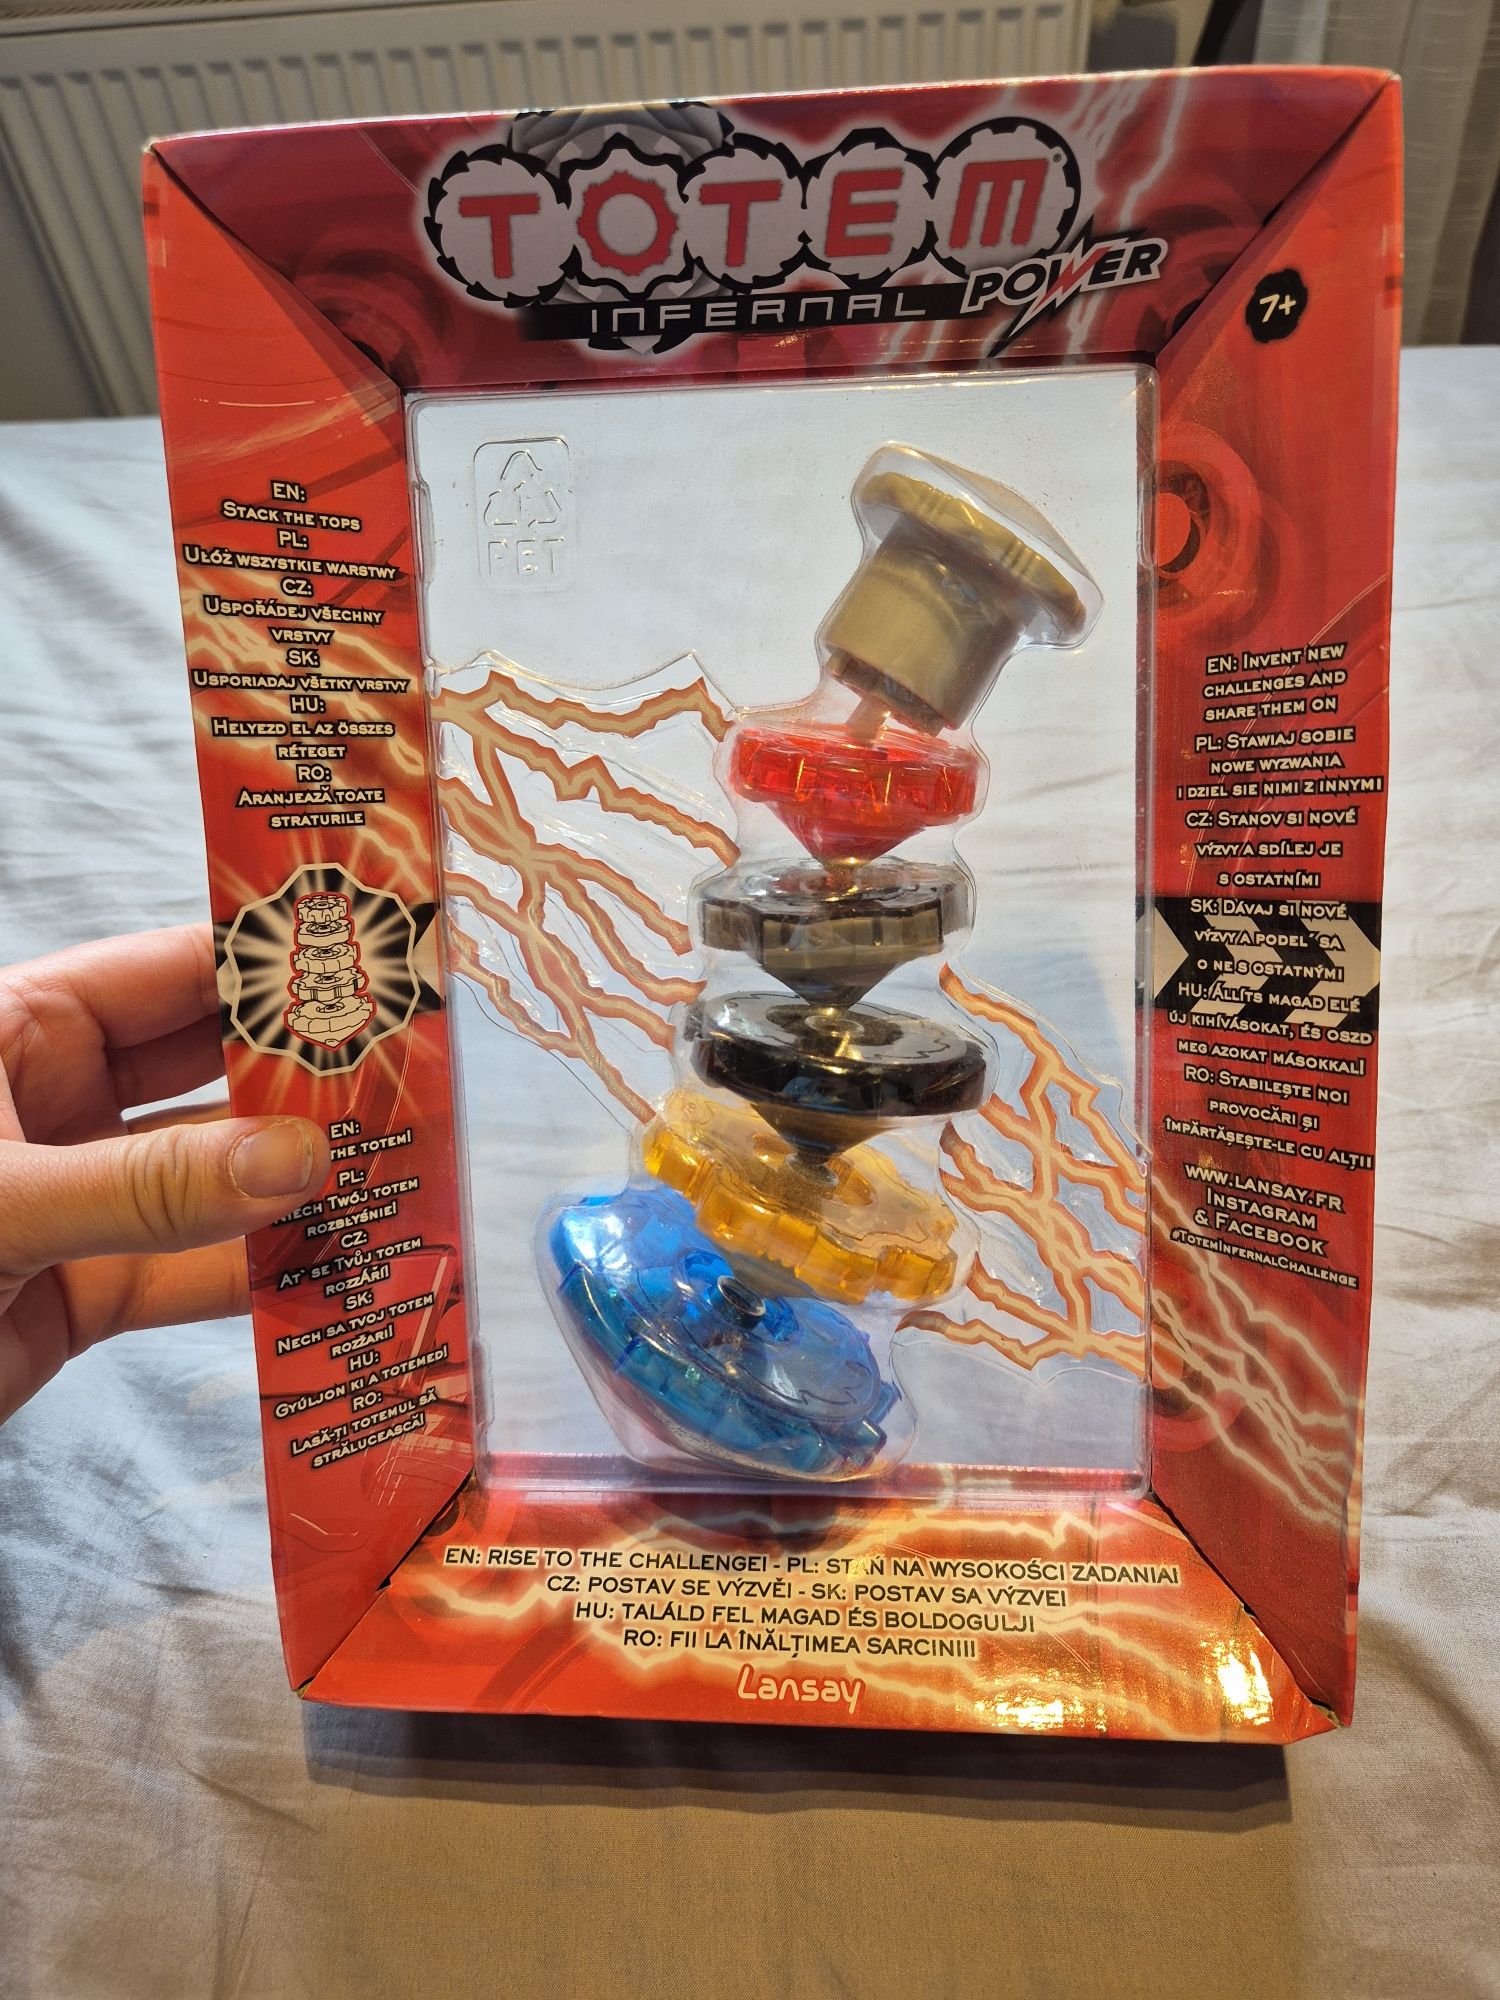 TOTEM
INFERNAL POWER
7+
PET
EN:
STACK THE TOPS
PL:
UŁÓŻ WSZYSTKIE WARSTWY
CZ:
USPOŘÁDEJ VŠECHNY
VRSTVY
SK:
USPORIADAJ VŠETKY VRSTVY
HU:
HELYEZD EL AZ ÖSSZES
RÉTEGET
RO:
ARANJEAZĂ TOATE
STRATURILE
EN:
THE TOTEM!
PL:
NIECH TWÓJ TOTEM
ROZBŁYŚNIE!
CZ:
AT' SE TVŮJ TOTEM
ROZZÁŘÍ!
SK:
NECH SA TVOJ TOTEM
ROZŽIARI!
HU:
GYÚLJON KI A TOTEMED!
RO:
LASĂ-ȚI TOTEMUL SĂ
STRĂLUCEASCĂ!
EN: INVENT NEW
CHALLENGES AND
SHARE THEM ON
PL: STAWIAJ SOBIE
NOWE WYZWANIA
I DZIEL SIE NIMI Z INNYMI
CZ: STANOV SI NOVÉ
VÝZVY A SDÍLEJ JE
S OSTATNÍMI
SK: DÁVAJ SI NOVÉ
VÝZVY A PODEL´SA
O NE S OSTATNÝMI
HU: ÁLLÍTS MAGAD ELÉ
ÚJ KIHÍVÁSOKAT, ÉS OSZD
MEG AZOKAT MÁSOKKAL!
RO: STABILEȘTE NOI
PROVOCĂRI ȘI
ÎMPĂRTĂȘEȘTE-LE CU ALȚII
WWW.LANSAY.FR
INSTAGRAM
& FACEBOOK
#TOTEMINFERNALCHALLENGE
EN: RISE TO THE CHALLENGE! - PL: STAŃ NA WYSOKOŚCI ZADANIA!
CZ: POSTAV SE VÝZVĚ! - SK: POSTAV SA VÝZVE!
HU: TALÁLD FEL MAGAD ÉS BOLDOGULJ!
RO: FII LA ÎNĂLȚIMEA SARCINII!
Lansay